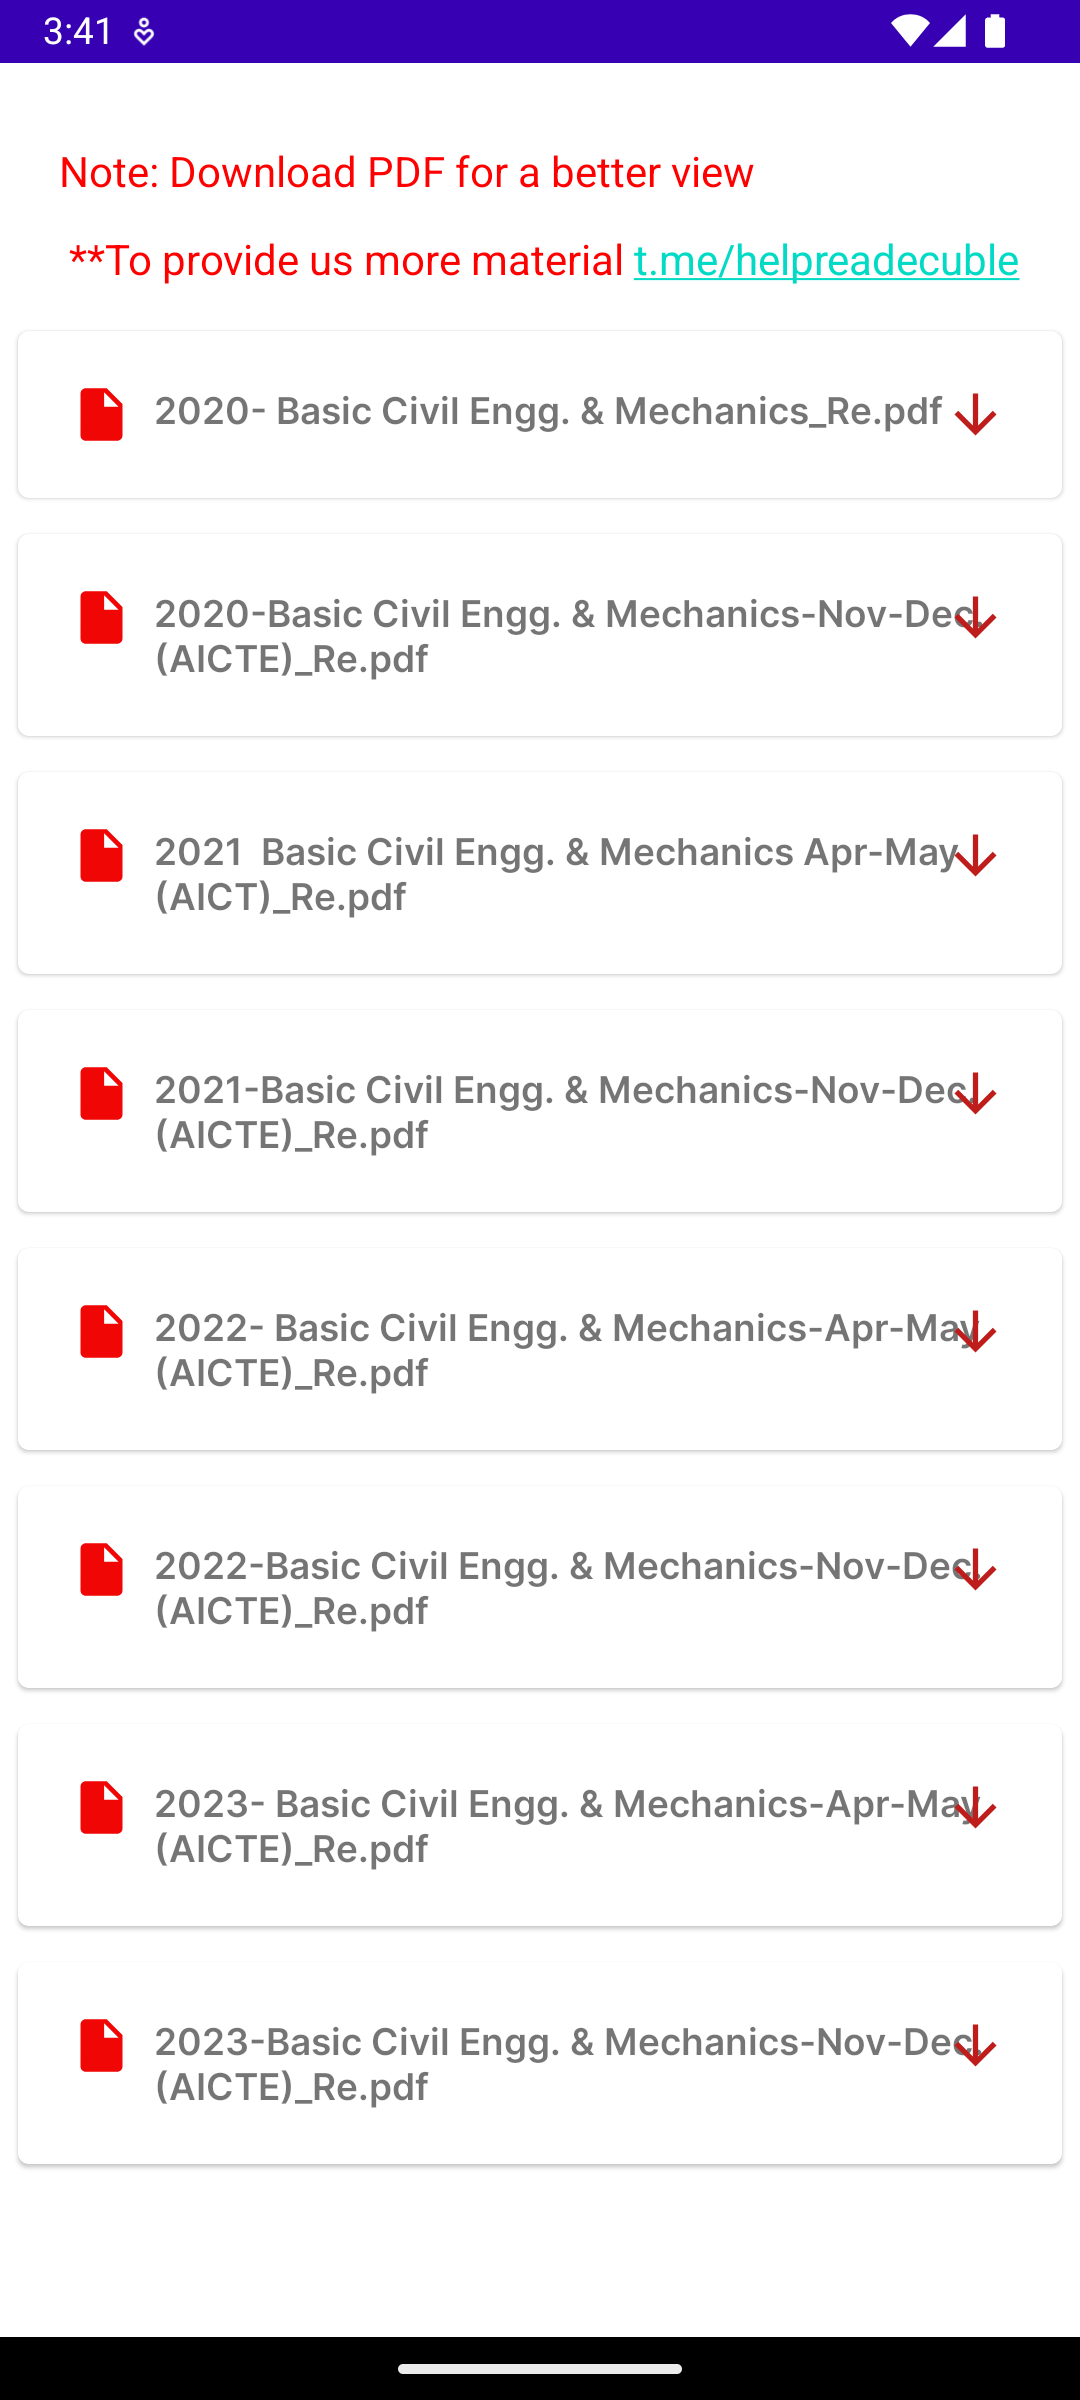 3:41
Note: Download PDF for a better view
**To provide us more material t.me/helpreadecuble
2020- Basic Civil Engg. & Mechanics_Re.pdf
2020-Basic Civil Engg. & Mechanics-Nov-Dec.
(AICTE)_Re.pdf
2021  Basic Civil Engg. & Mechanics Apr-May
(AICT)_Re.pdf
2021-Basic Civil Engg. & Mechanics-Nov-Dec.
(AICTE)_Re.pdf
2022- Basic Civil Engg. & Mechanics-Apr-May
(AICTE)_Re.pdf
2022-Basic Civil Engg. & Mechanics-Nov-Dec.
(AICTE)_Re.pdf
2023- Basic Civil Engg. & Mechanics-Apr-May
(AICTE)_Re.pdf
2023-Basic Civil Engg. & Mechanics-Nov-Dec.
(AICTE)_Re.pdf